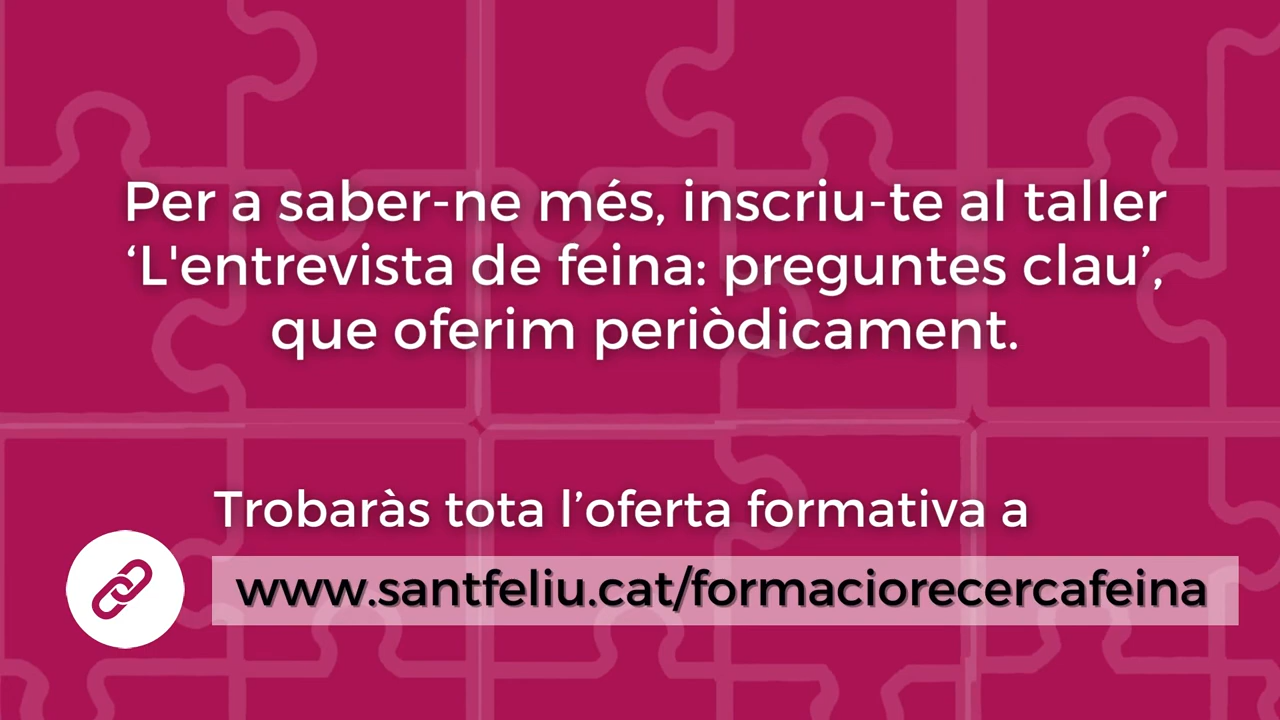 Per a saber-ne més, inscriu-te al taller
‘L'entrevista de feina: preguntes clau’,
que oferim periòdicament.
Trobaràs tota l’oferta formativa a
www.santfeliu.cat/formaciorecercafeina